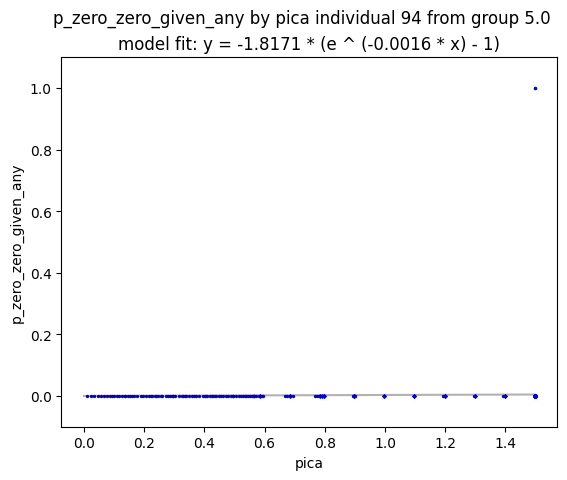 p_zero_zero_given_any by pica individual 94 from group 5.0
model fit: y = -1.8171 * (e ^ (-0.0016 * x) - 1)
1.0
0.8
0.6
0.4
0.2
0.0
p_zero_zero_given_any
0.0 0.2 0.4 0.6 0.8 1.0 1.2 1.4
pica